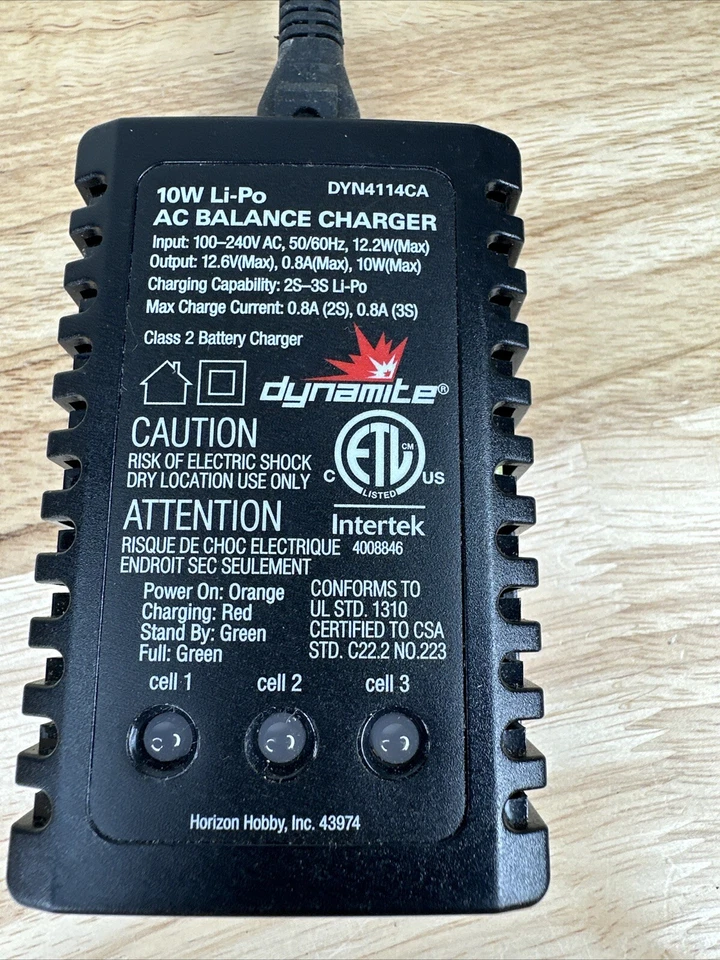 10W Li-Po DYN4114CA
AC BALANCE CHARGER
Input: 100–240V AC, 50/60Hz, 12.2W(Max)
Output: 12.6V(Max), 0.8A(Max), 10W(Max)
Charging Capability: 2S–3S Li-Po
Max Charge Current: 0.8A (2S), 0.8A (3S)
Class 2 Battery Charger
dynamite®
CAUTION
RISK OF ELECTRIC SHOCK
DRY LOCATION USE ONLY
ETL CM
C US
LISTED
Intertek
4008846
ATTENTION
RISQUE DE CHOC ELECTRIQUE
ENDROIT SEC SEULEMENT
Power On: Orange
Charging: Red
Stand By: Green
Full: Green
CONFORMS TO
UL STD. 1310
CERTIFIED TO CSA
STD. C22.2 NO.223
cell 1 cell 2 cell 3
Horizon Hobby, Inc. 43974